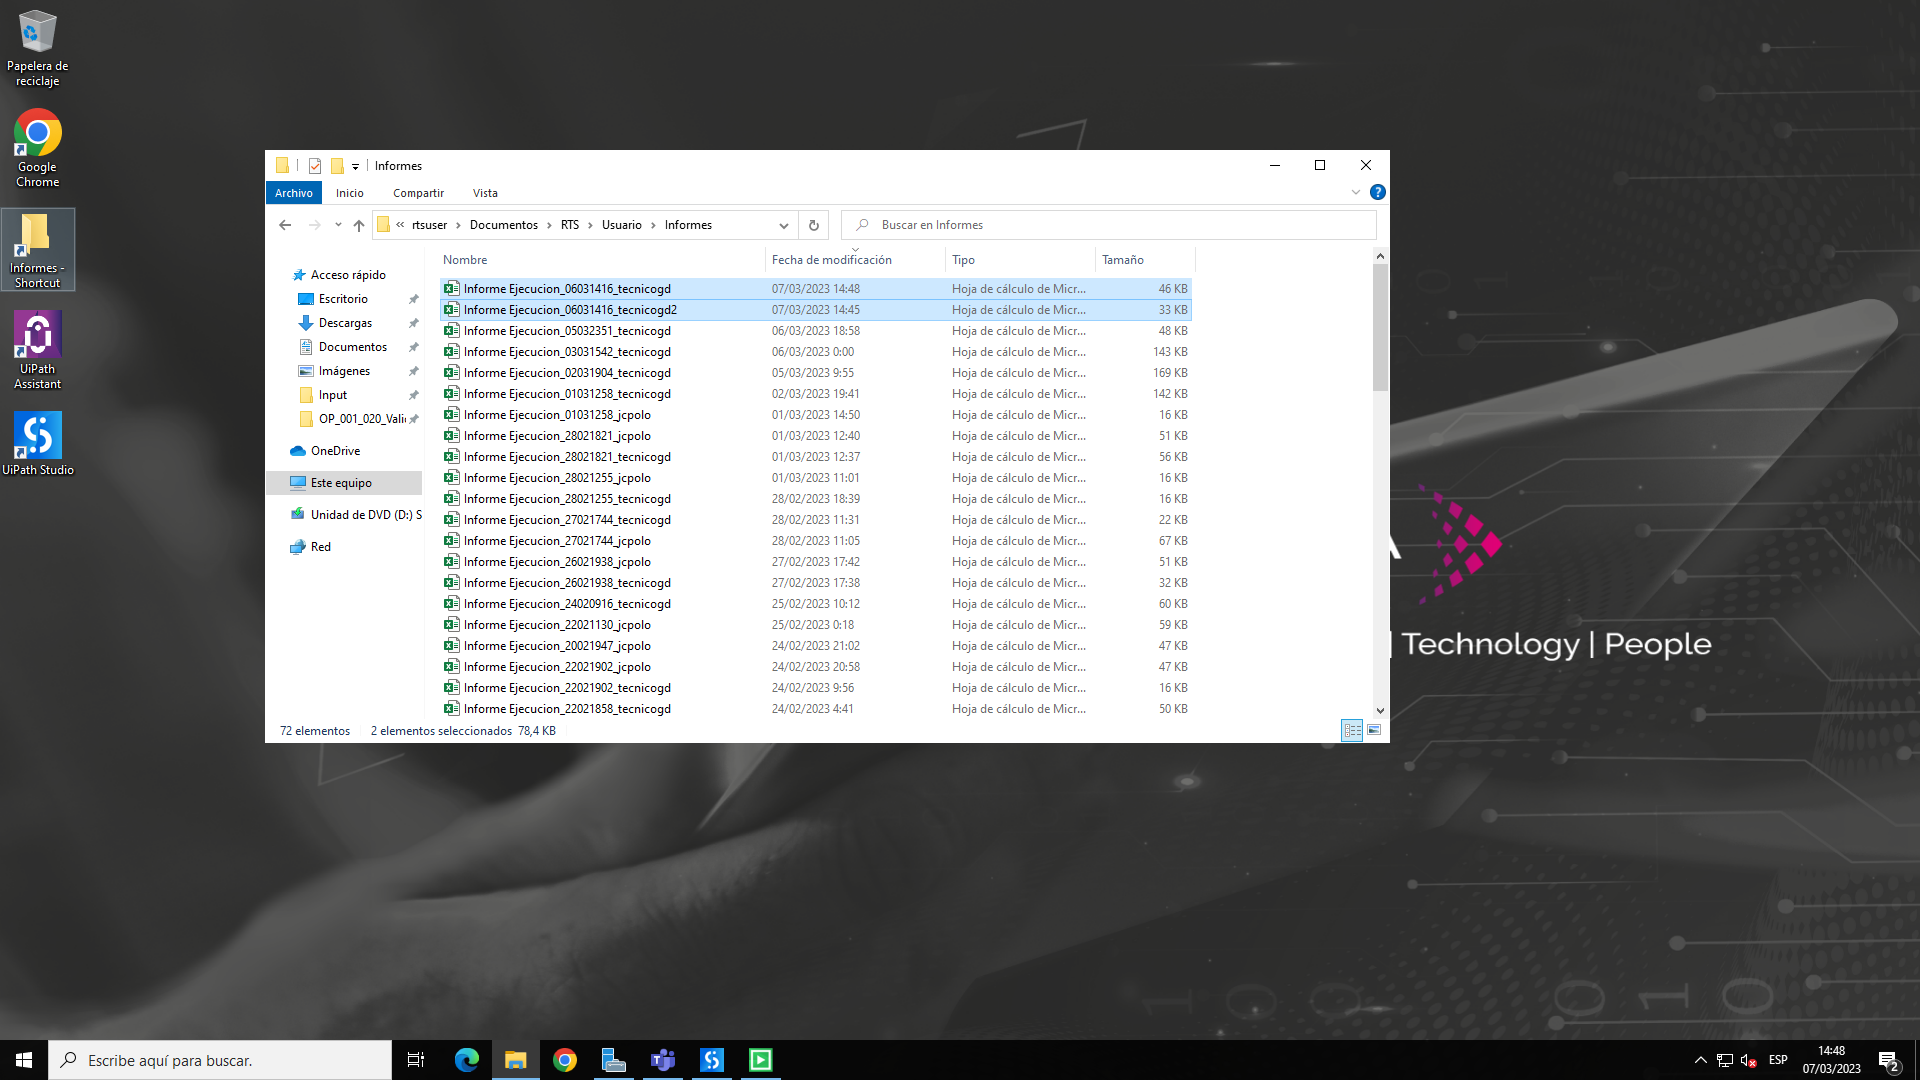 Papelera de
reciclaje
Google
Chrome
Informes -
Shortcut
UiPath
Assistant
UiPath Studio
Informes
Archivo Inicio Compartir Vista
« rtsuser > Documentos > RTS > Usuario > Informes
Buscar en Informes
Acceso rápido
Escritorio
Descargas
Documentos
Imágenes
Input
OP_001_020_Vali
OneDrive
Este equipo
Unidad de DVD (D:) S
Red
Nombre Fecha de modificación Tipo Tamaño
Informe Ejecucion_06031416_tecnicogd 07/03/2023 14:48 Hoja de cálculo de Micr... 46 KB
Informe Ejecucion_06031416_tecnicogd2 07/03/2023 14:45 Hoja de cálculo de Micr... 33 KB
Informe Ejecucion_05032351_tecnicogd 06/03/2023 18:58 Hoja de cálculo de Micr... 48 KB
Informe Ejecucion_03031542_tecnicogd 06/03/2023 0:00 Hoja de cálculo de Micr... 143 KB
Informe Ejecucion_02031904_tecnicogd 05/03/2023 9:55 Hoja de cálculo de Micr... 169 KB
Informe Ejecucion_01031258_tecnicogd 02/03/2023 19:41 Hoja de cálculo de Micr... 142 KB
Informe Ejecucion_01031258_jcpolo 01/03/2023 14:50 Hoja de cálculo de Micr... 16 KB
Informe Ejecucion_28021821_jcpolo 01/03/2023 12:40 Hoja de cálculo de Micr... 51 KB
Informe Ejecucion_28021821_tecnicogd 01/03/2023 12:37 Hoja de cálculo de Micr... 56 KB
Informe Ejecucion_28021255_jcpolo 01/03/2023 11:01 Hoja de cálculo de Micr... 16 KB
Informe Ejecucion_28021255_tecnicogd 28/02/2023 18:39 Hoja de cálculo de Micr... 16 KB
Informe Ejecucion_27021744_tecnicogd 28/02/2023 11:31 Hoja de cálculo de Micr... 22 KB
Informe Ejecucion_27021744_jcpolo 28/02/2023 11:05 Hoja de cálculo de Micr... 67 KB
Informe Ejecucion_26021938_jcpolo 27/02/2023 17:42 Hoja de cálculo de Micr... 51 KB
Informe Ejecucion_26021938_tecnicogd 27/02/2023 17:38 Hoja de cálculo de Micr... 32 KB
Informe Ejecucion_24020916_tecnicogd 25/02/2023 10:12 Hoja de cálculo de Micr... 60 KB
Informe Ejecucion_22021130_jcpolo 25/02/2023 0:18 Hoja de cálculo de Micr... 59 KB
Informe Ejecucion_20021947_jcpolo 24/02/2023 21:02 Hoja de cálculo de Micr... 47 KB
Informe Ejecucion_22021902_jcpolo 24/02/2023 20:58 Hoja de cálculo de Micr... 47 KB
Informe Ejecucion_22021902_tecnicogd 24/02/2023 9:56 Hoja de cálculo de Micr... 16 KB
Informe Ejecucion_22021858_tecnicogd 24/02/2023 4:41 Hoja de cálculo de Micr... 50 KB
72 elementos 2 elementos seleccionados 78,4 KB
| Technology | People
Escribe aquí para buscar.
ESP
14:48
07/03/2023
2